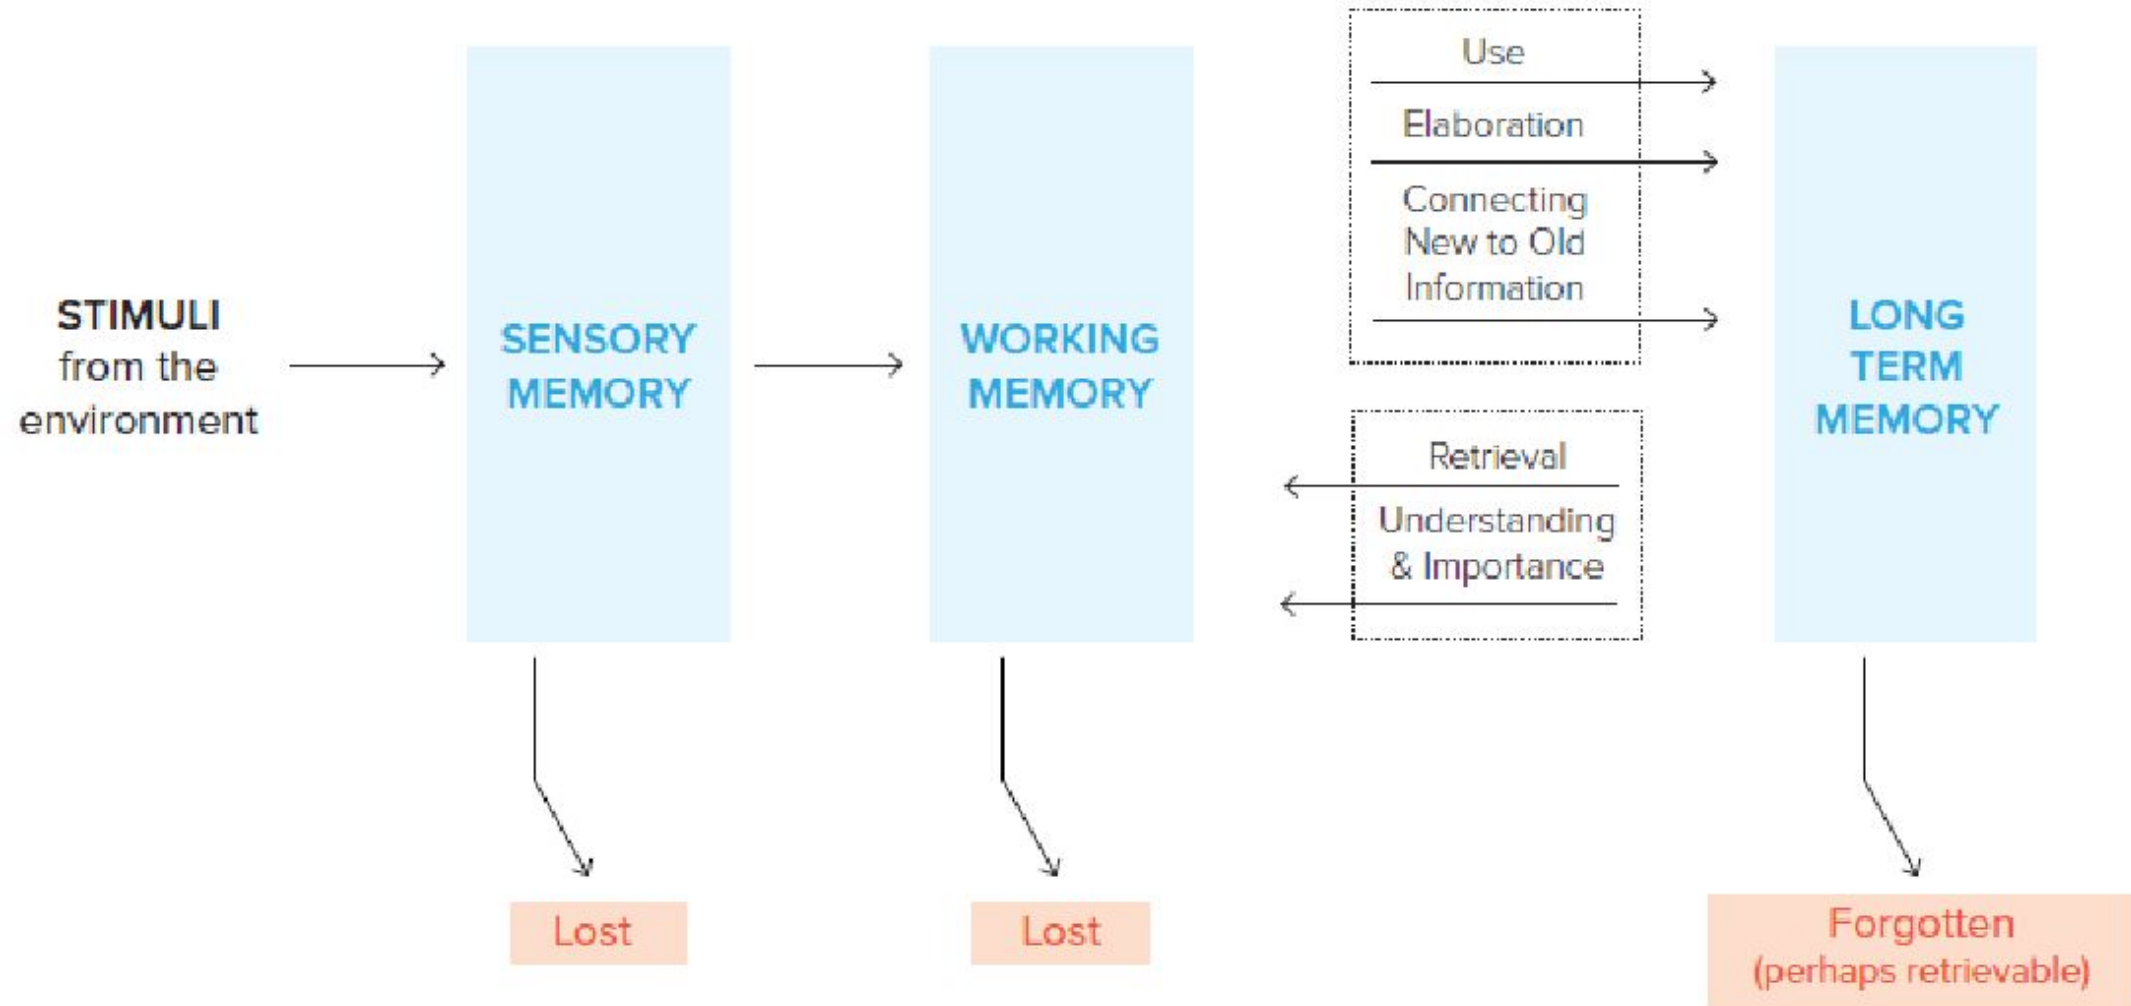 STIMULI
from the
environment
SENSORY
MEMORY
WORKING
MEMORY
Use
Elaboration
Connecting
New to Old
Information
Retrieval
Understanding
& Importance
LONG
TERM
MEMORY
Lost
Lost
Forgotten
(perhaps retrievable)